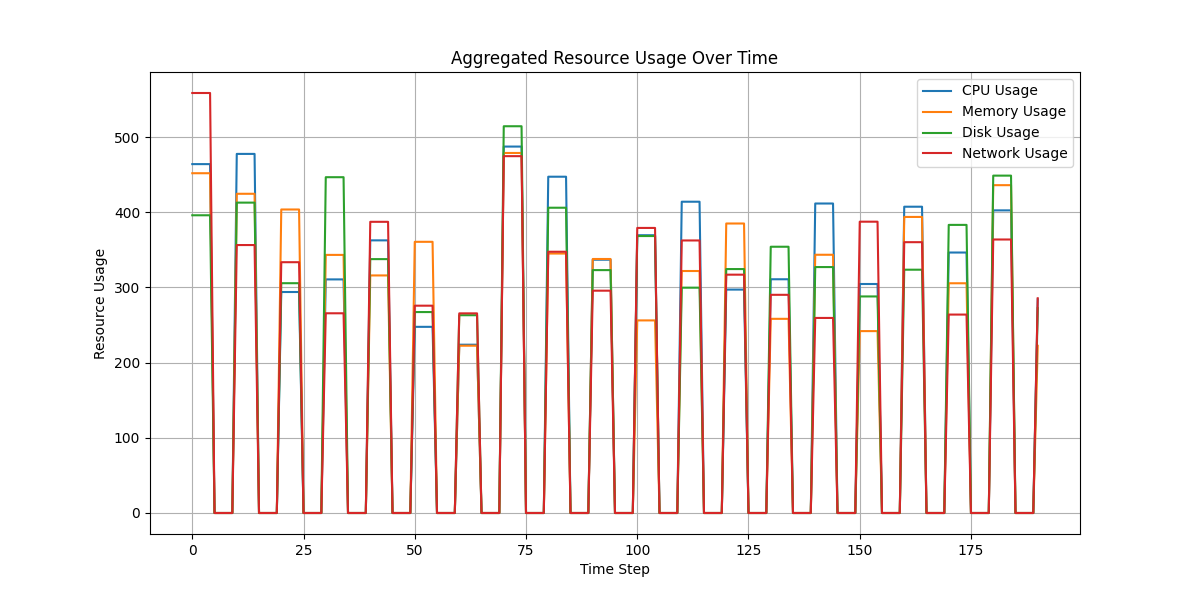 Aggregated Resource Usage Over Time
CPU Usage
Memory Usage
Disk Usage
Network Usage
Resource Usage
500
400
300
200
100
0
0 25 50 75 100 125 150 175
Time Step